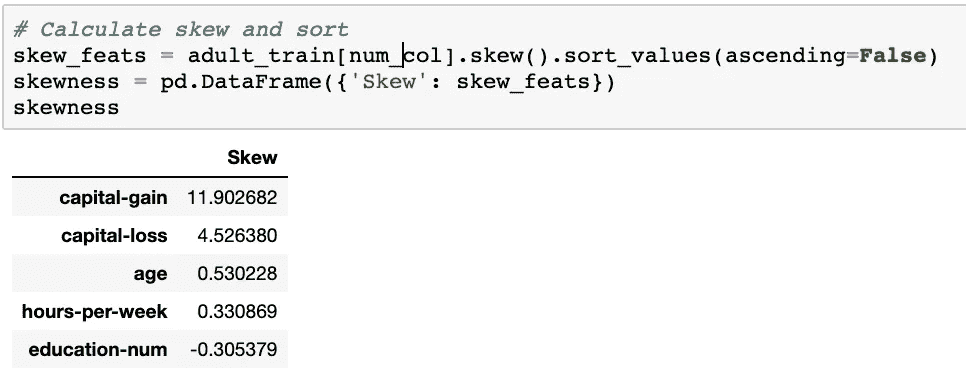 # Calculate skew and sort
skew_feats = adult_train[num_col].skew().sort_values(ascending=False)
skewness = pd.DataFrame({'Skew': skew_feats})
skewness
Skew
capital-gain 11.902682
capital-loss 4.526380
age 0.530228
hours-per-week 0.330869
education-num -0.305379